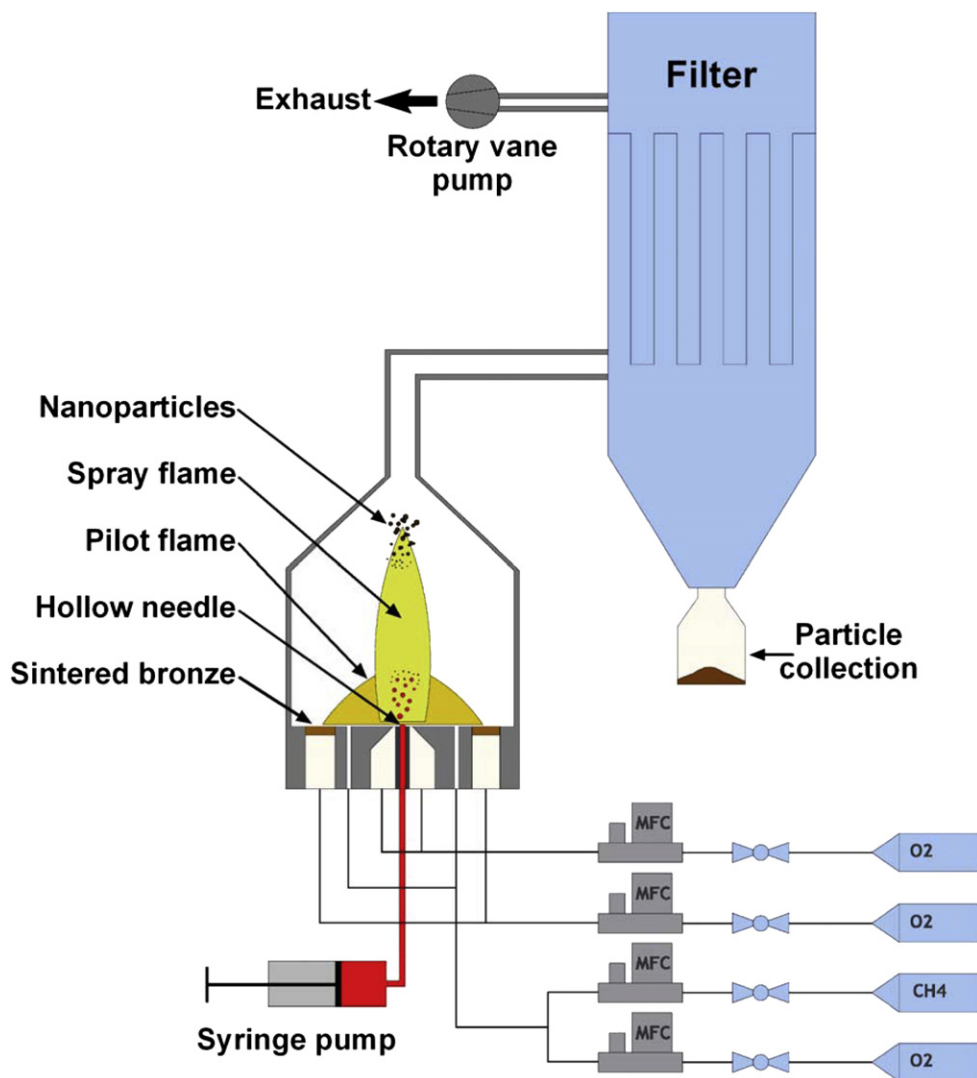 Filter
Exhaust
Rotary vane
pump
Nanoparticles
Spray flame
Pilot flame
Hollow needle
Sintered bronze
Particle
collection
MFC
O2
MFC
O2
MFC
CH4
MFC
O2
Syringe pump